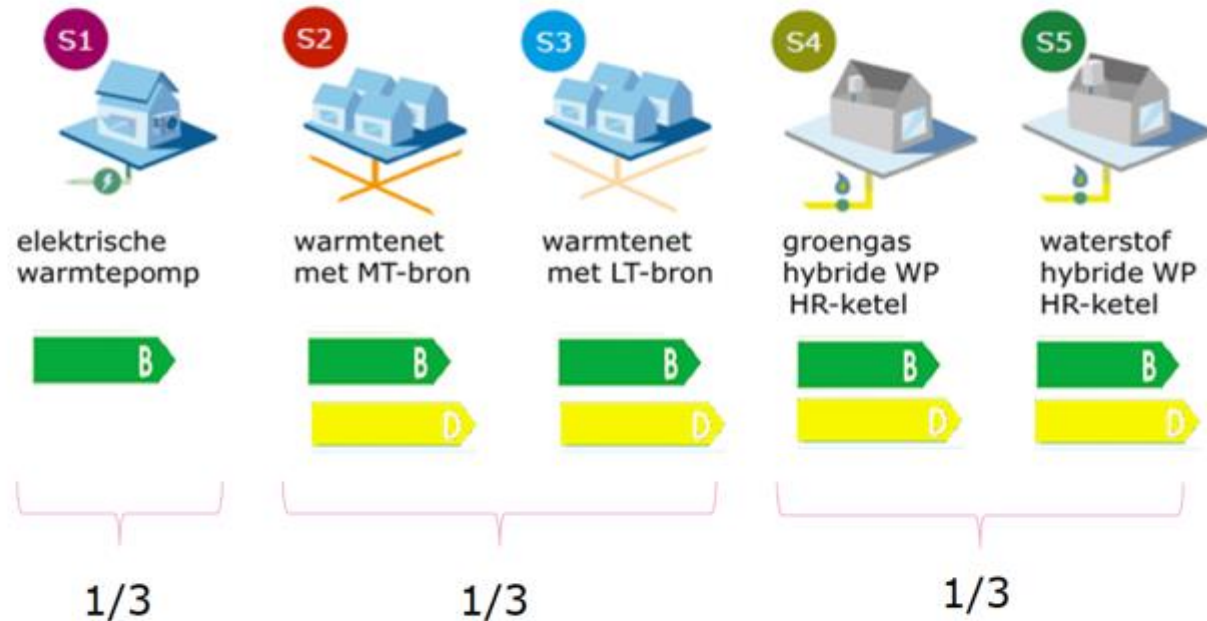 S1
S2
S3
S4
S5
elektrische
warmtepomp
warmtenet
met MT-bron
warmtenet
met LT-bron
groengas
hybride WP
HR-ketel
waterstof
hybride WP
HR-ketel
B
B
B
B
B
D
D
D
D
1/3
1/3
1/3